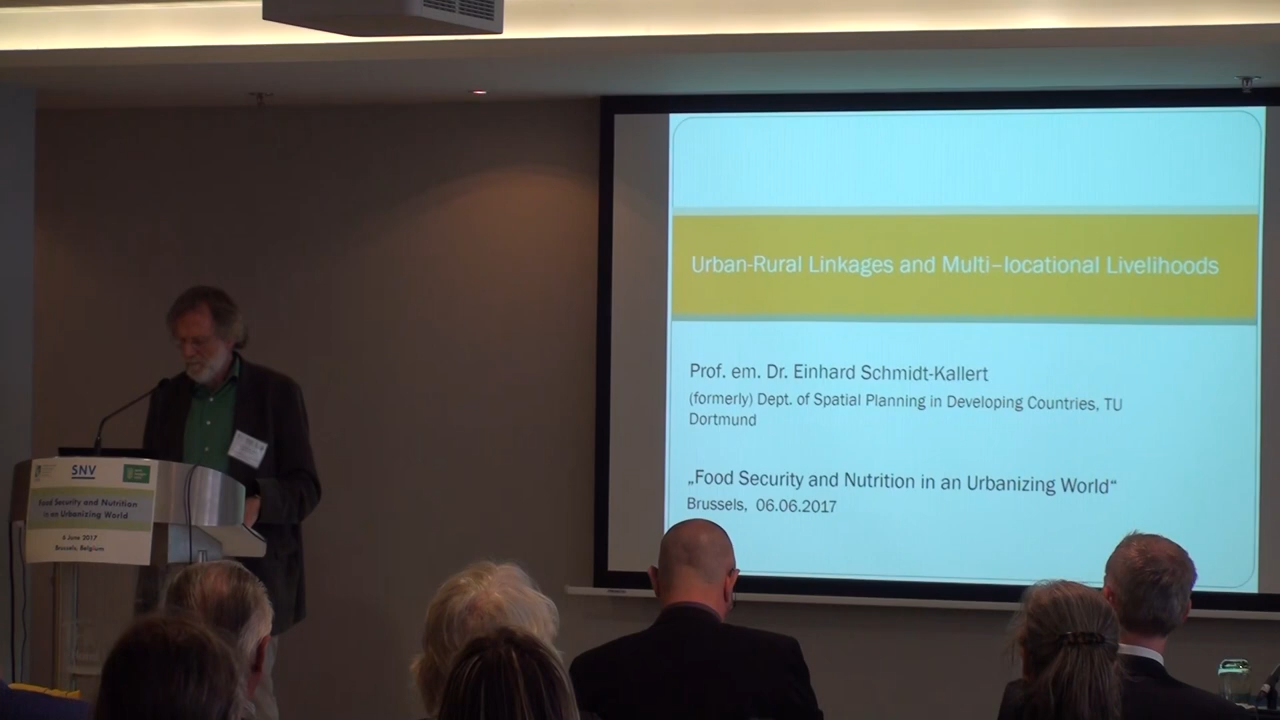 Urban-Rural Linkages and Multi–locational Livelihoods
Prof. em. Dr. Einhard Schmidt-Kallert
(formerly) Dept. of Spatial Planning in Developing Countries, TU
Dortmund
„Food Security and Nutrition in an Urbanizing World“
Brussels, 06.06.2017
SNV
Food Security and Nutrition
in an Urbanizing World
6 June 2017
Brussels, Belgium